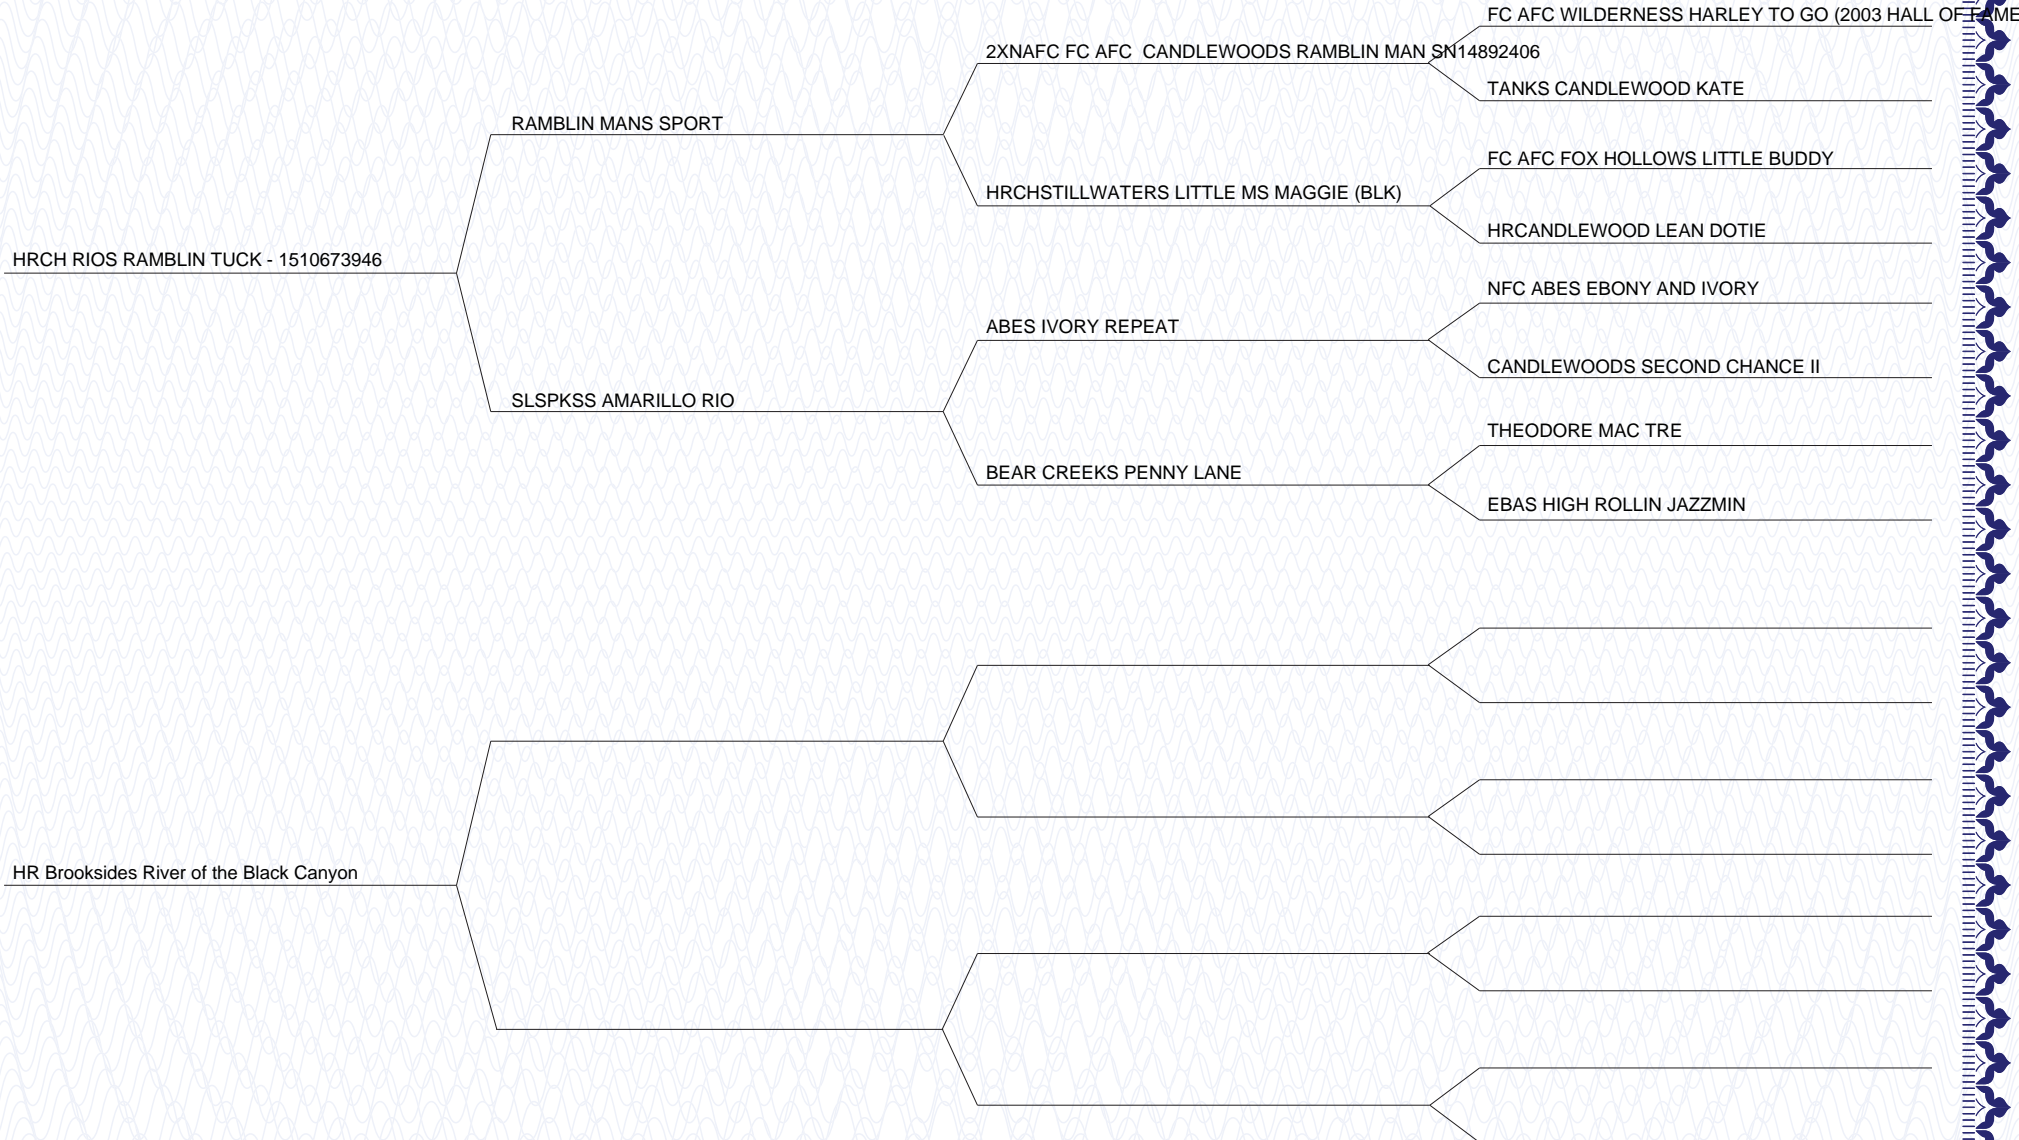 FC AFC WILDERNESS HARLEY TO GO (2003 HALL OF FAME
2XNAFC FC AFC  CANDLEWOODS RAMBLIN MAN SN14892406
TANKS CANDLEWOOD KATE
RAMBLIN MANS SPORT
FC AFC FOX HOLLOWS LITTLE BUDDY
HRCHSTILLWATERS LITTLE MS MAGGIE (BLK)
HRCANDLEWOOD LEAN DOTIE
HRCH RIOS RAMBLIN TUCK - 1510673946
NFC ABES EBONY AND IVORY
ABES IVORY REPEAT
CANDLEWOODS SECOND CHANCE II
SLSPKSS AMARILLO RIO
THEODORE MAC TRE
BEAR CREEKS PENNY LANE
EBAS HIGH ROLLIN JAZZMIN
HR Brooksides River of the Black Canyon